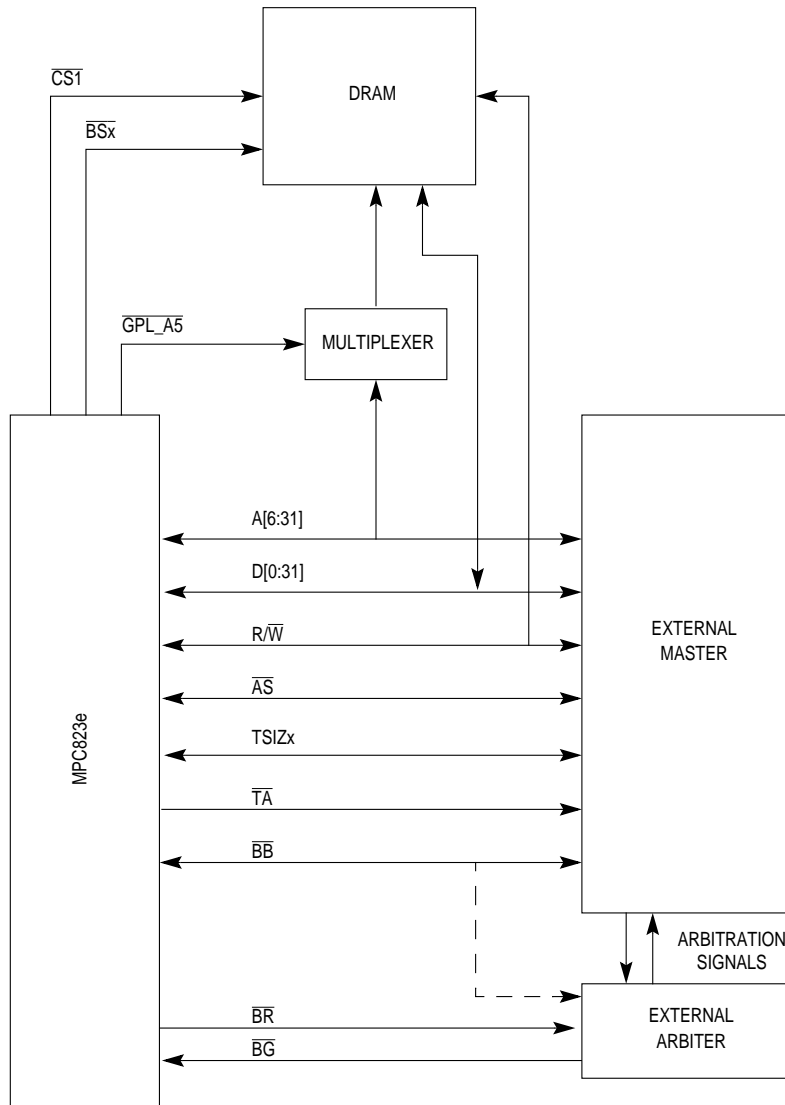 CS1
DRAM
BSx
GPL_A5
MULTIPLEXER
A[6:31]
D[0:31]
R/W
EXTERNAL
MASTER
AS
MPC823e
TSIZx
TA
BB
ARBITRATION
SIGNALS
BR
EXTERNAL
ARBITER
BG